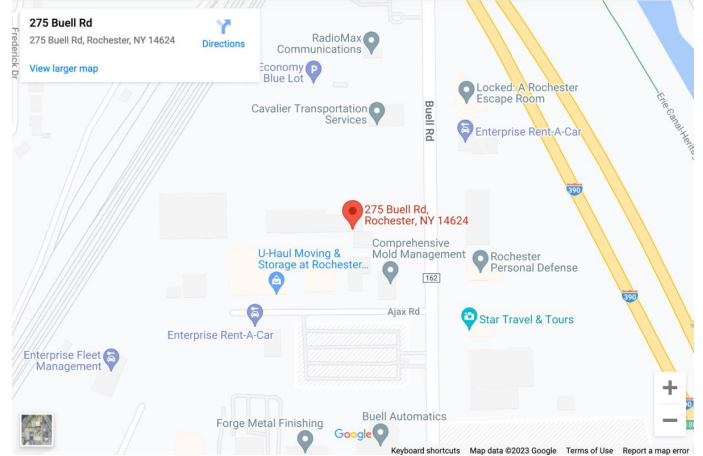 275 Buell Rd
275 Buell Rd, Rochester, NY 14624
Directions
View larger map
Frederick Dr
RadioMax
Communications
Economy
Blue Lot
P
Cavalier Transportation
Services
Buell Rd
Locked: A Rochester
Escape Room
Enterprise Rent-A-Car
Erie Canal-Heritag
390
275 Buell Rd,
Rochester, NY 14624
Comprehensive
Mold Management
U-Haul Moving &
Storage at Rochester...
162
Rochester
Personal Defense
390
Ajax Rd
Star Travel & Tours
Enterprise Rent-A-Car
Enterprise Fleet
Management
Forge Metal Finishing
Buell Automatics
Google
Keyboard shortcuts
Map data ©2023 Google
Terms of Use
Report a map error